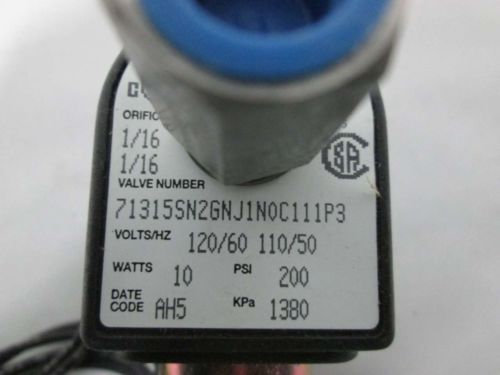 1/16
1/16
VALVE NUMBER
71315SN2GNJ1N0C111P3
VOLTS/HZ 120/60 110/50
WATTS 10 PSI 200
DATE CODE AH5 KPa 1380